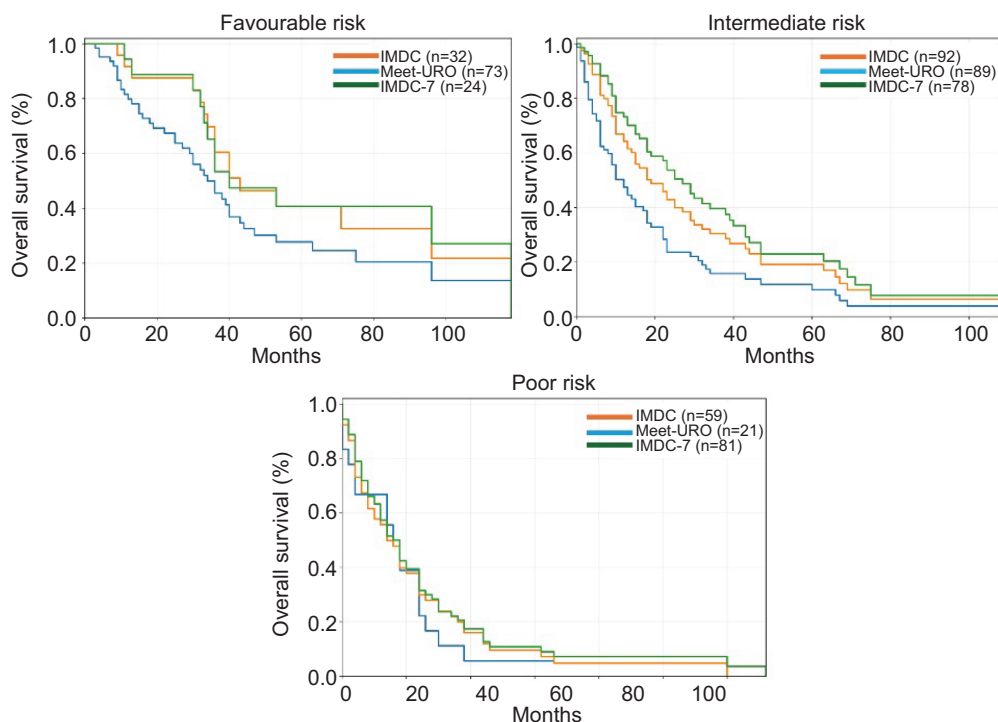 Favourable risk
IMDC (n=32)
Meet-URO (n=73)
IMDC-7 (n=24)
Overall survival (%)
1.0
0.8
0.6
0.4
0.2
0.0
0 20 40 60 80 100
Months
Intermediate risk
IMDC (n=92)
Meet-URO (n=89)
IMDC-7 (n=78)
Overall survival (%)
1.0
0.8
0.6
0.4
0.2
0.0
0 20 40 60 80 100
Months
Poor risk
IMDC (n=59)
Meet-URO (n=21)
IMDC-7 (n=81)
Overall survival (%)
1.0
0.8
0.6
0.4
0.2
0.0
0 20 40 60 80 100
Months